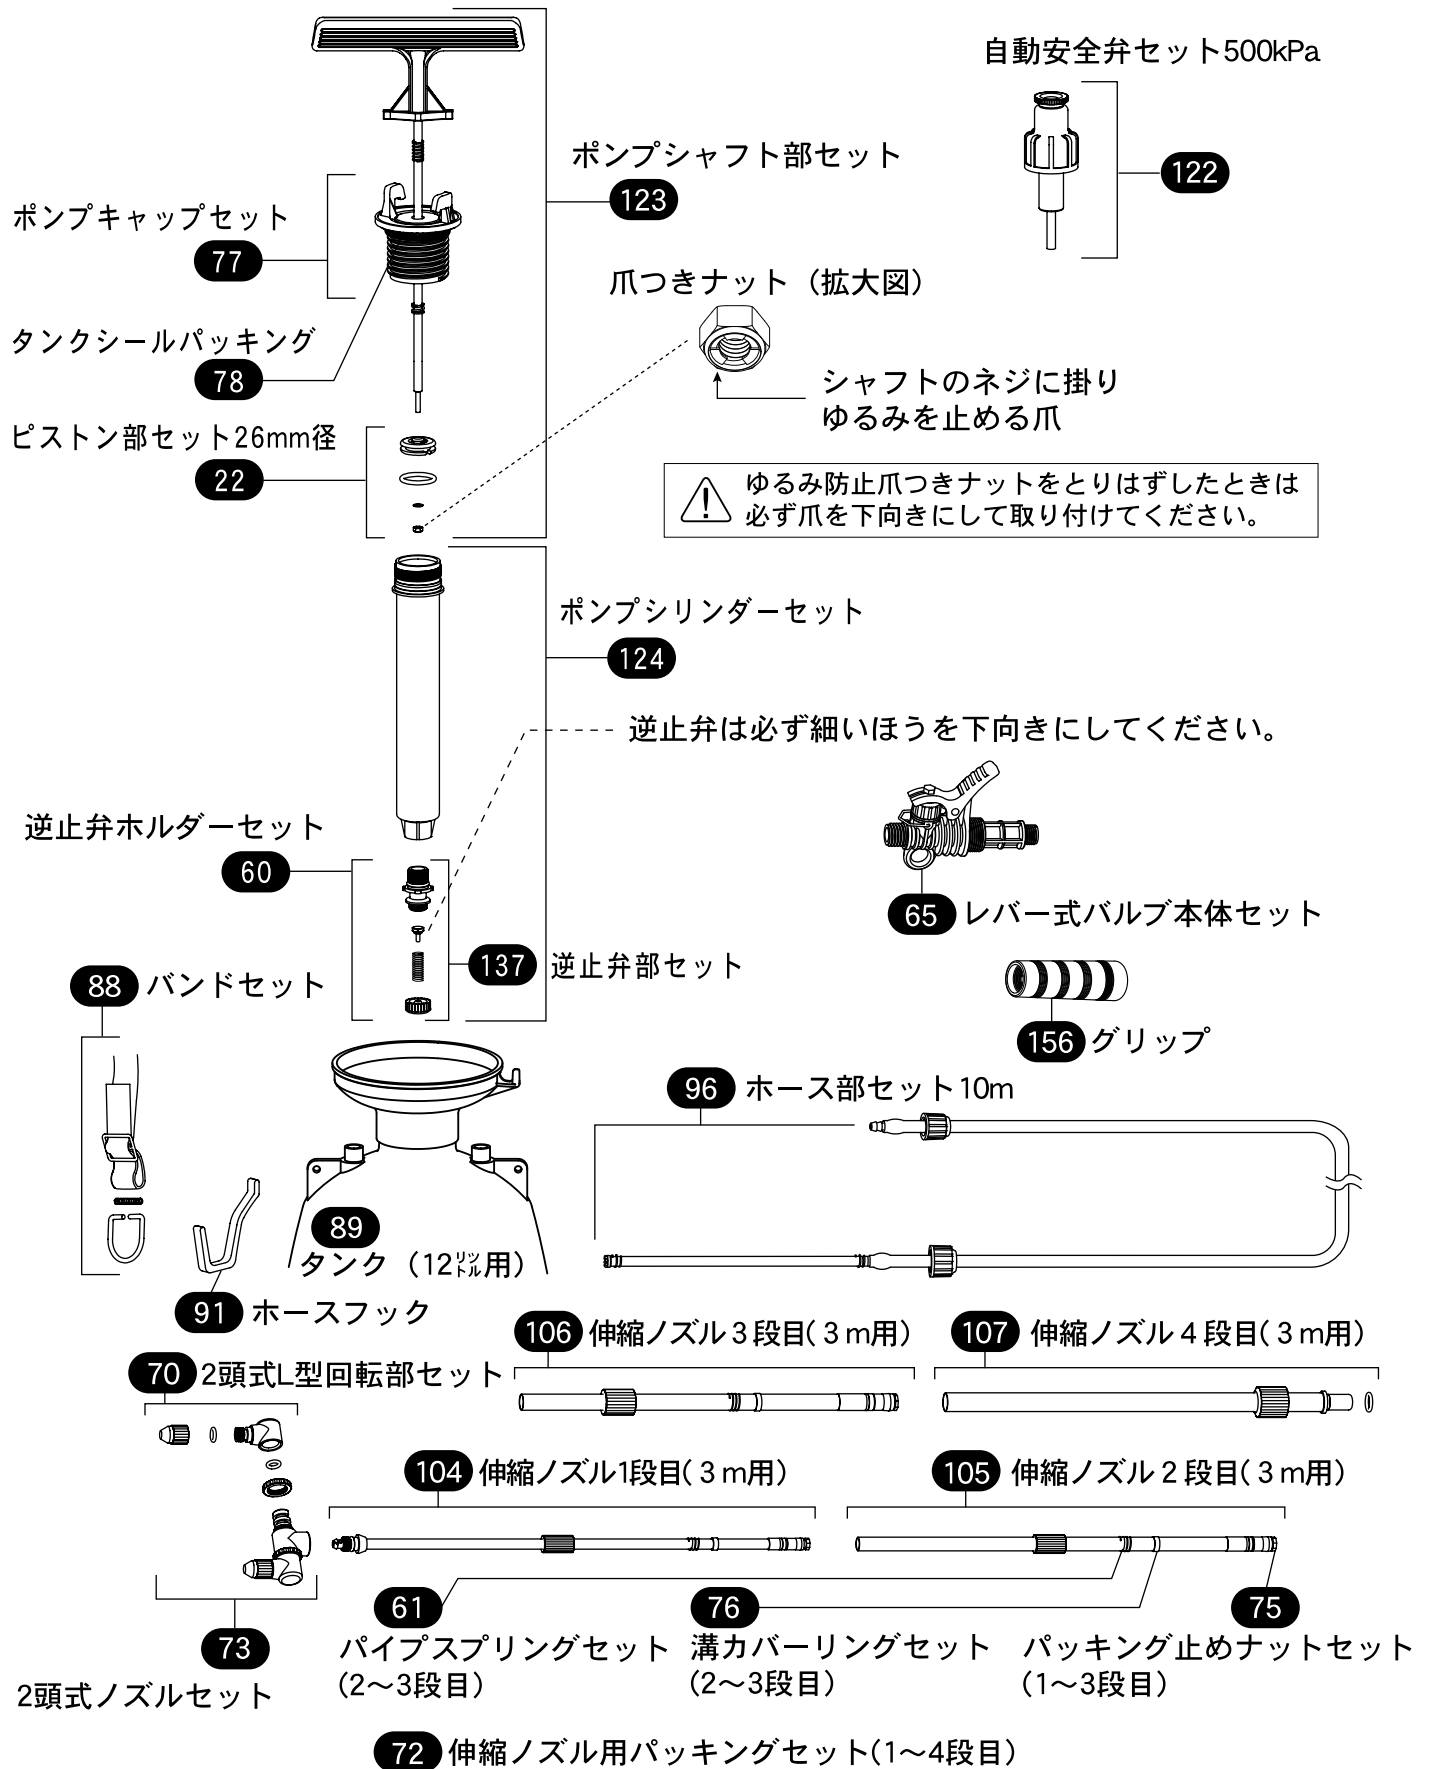 自動安全弁セット500kPa
122
ポンプシャフト部セット
123
ポンプキャップセット
77
爪つきナット（拡大図）
タンクシールパッキング
78
シャフトのネジに掛り
ゆるみを止める爪
ピストン部セット26mm径
22
ゆるみ防止爪つきナットをとりはずしたときは
必ず爪を下向きにして取り付けてください。
ポンプシリンダーセット
124
逆止弁は必ず細いほうを下向きにしてください。
逆止弁ホルダーセット
60
65 レバー式バルブ本体セット
137 逆止弁部セット
88 バンドセット
156 グリップ
96 ホース部セット10m
89
タンク（12リットル用）
91 ホースフック
106 伸縮ノズル3段目(3m用)
107 伸縮ノズル4段目(3m用)
70 2頭式L型回転部セット
104 伸縮ノズル1段目(3m用)
105 伸縮ノズル2段目(3m用)
61
パイプスプリングセット
(2～3段目)
76
溝カバーリングセット
(2～3段目)
75
パッキング止めナットセット
(1～3段目)
73
2頭式ノズルセット
72 伸縮ノズル用パッキングセット(1～4段目)